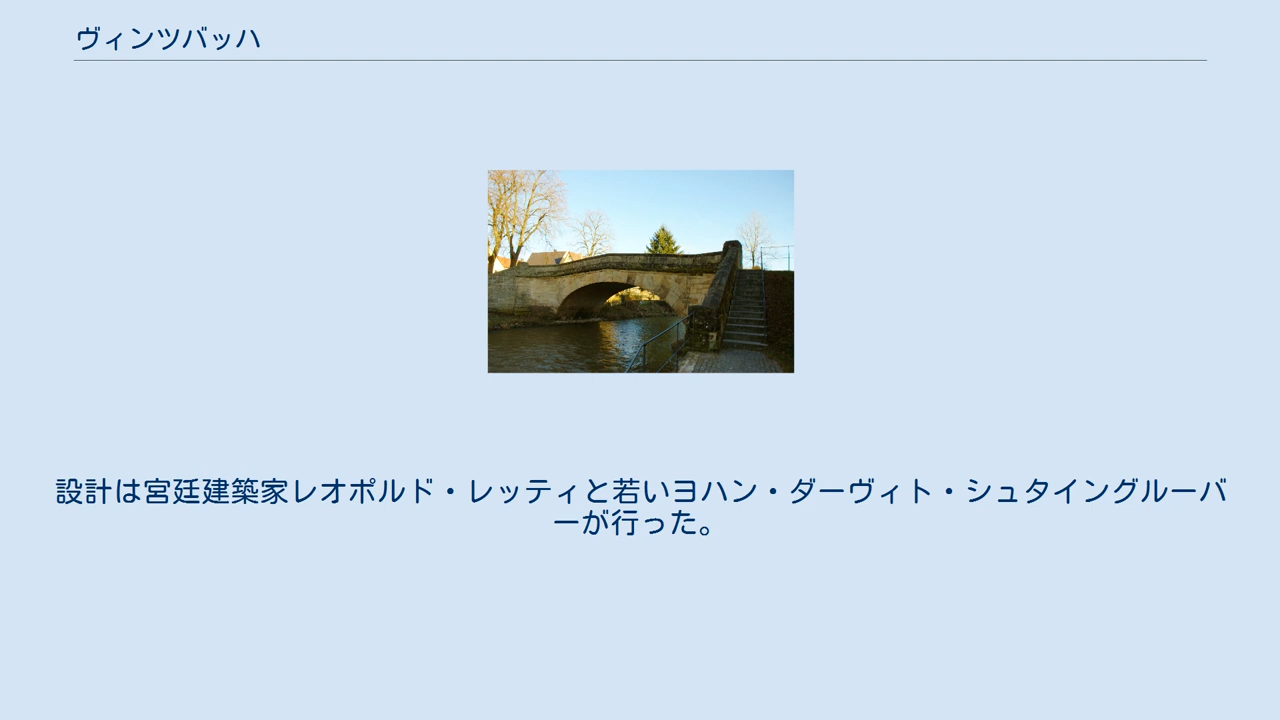 ヴィンツバッハ
設計は宮廷建築家レオポルド・レッティと若いヨハン・ダーヴィト・シュタイングルーバ
ーが行った。